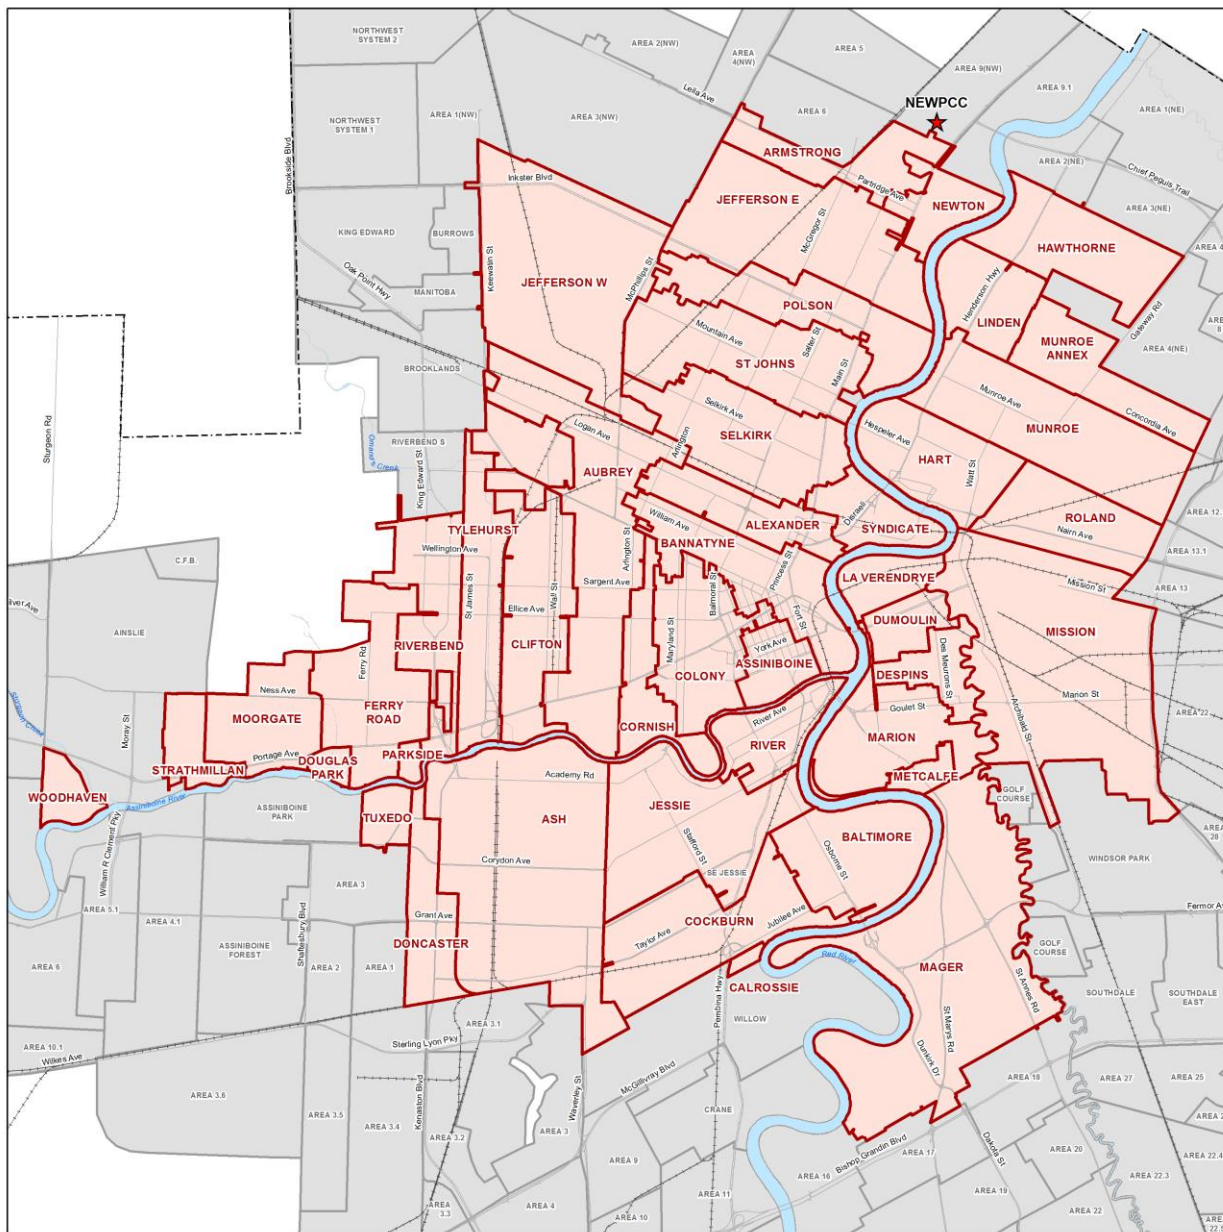 NORTHWEST
SYSTEM 2
AREA 2(NW)
AREA
4(NW)
AREA 5
AREA 9(NW)
AREA 9.1
Leila Ave
AREA 6
NEWPCC
AREA 1(NE)
NORTHWEST
SYSTEM 1
AREA 1(NW)
AREA 3(NW)
Brookside Blvd
ARMSTRONG
AREA 2(NE)
Chief Peguis Trail
Inkster Blvd
Partridge Ave
JEFFERSON E
NEWTON
AREA 3(NE)
McGregor St
KING EDWARD
BURROWS
Keewatin St
HAWTHORNE
Oak Point Hwy
MANITOBA
JEFFERSON W
McPhillips St
Henderson Hwy
POLSON
LINDEN
Gateway Rd
MUNROE
ANNEX
AREA 4(NE)
Mountain Ave
Salter St
Main St
ST JOHNS
BROOKLANDS
Munroe Ave
Selkirk Ave
Concordia Ave
Sturgeon Rd
Logan Ave
Arlington
SELKIRK
Hespeler Ave
MUNROE
RIVERBEND S
Omand's Creek
King Edward St
AUBREY
HART
Watt St
William Ave
ALEXANDER
Disraeli
SYNDICATE
ROLAND
AREA 12.
Nairn Ave
TYLEHURST
BANNATYNE
Arlington St
Wellington Ave
AREA 13.1
C.F.B.
Princess St
LA VERENDRYE
Mission St
AREA 13
St James St
Wall St
Sargent Ave
Balmoral St
AINSLIE
Ellice Ave
Maryland St
Fort St
DUMOULIN
MISSION
RIVERBEND
CLIFTON
York Ave
ASSINIBOINE
Des Meurons St
Ferry Rd
COLONY
DESPINS
Ness Ave
Marion St
FERRY
ROAD
Goulet St
Archibald St
AREA 22
MOORGATE
Moray St
CORNISH
River Ave
MARION
RIVER
Portage Ave
PARKSIDE
DOUGLAS
PARK
STRATHMILLAN
Academy Rd
METCALFE
WOODHAVEN
Assiniboine River
GOLF
COURSE
ASSINIBOINE
PARK
JESSIE
TUXEDO
ASH
BALTIMORE
AREA
28
Stafford St
Osborne St
William R Clement Pky
Corydon Ave
SE JESSIE
WINDSOR PARK
AREA 3
AREA 5.1
AREA 4.1
Shaftesbury Blvd
Grant Ave
COCKBURN
Jubilee Ave
ASSINIBOINE
FOREST
DONCASTER
Taylor Ave
GOLF
COURSE
AREA 6
AREA 2
AREA 1
Red River
MAGER
St Annes Rd
CALROSSIE
SOUTHDALE
SOUTHDALE
EAST
Pembina Hwy
WILLOW
AREA 3.1
St Marys Rd
AREA 10.1
Sterling Lyon Pky
Wilkes Ave
Dunkirk Dr
McGillivray Blvd
Waverley St
AREA 18
AREA 27
AREA 25
AREA 3.6
Kenaston Blvd
AREA 3.5
AREA 3.4
AREA 3.2
CRANE
AREA 3
Dakota St
AREA 17
AREA 20
AREA 9
Bishop Grandin Blvd
AREA 16
AREA 22.3
AREA 19
AREA 11
AREA 4
AREA
3.3
AREA 10
AREA 22